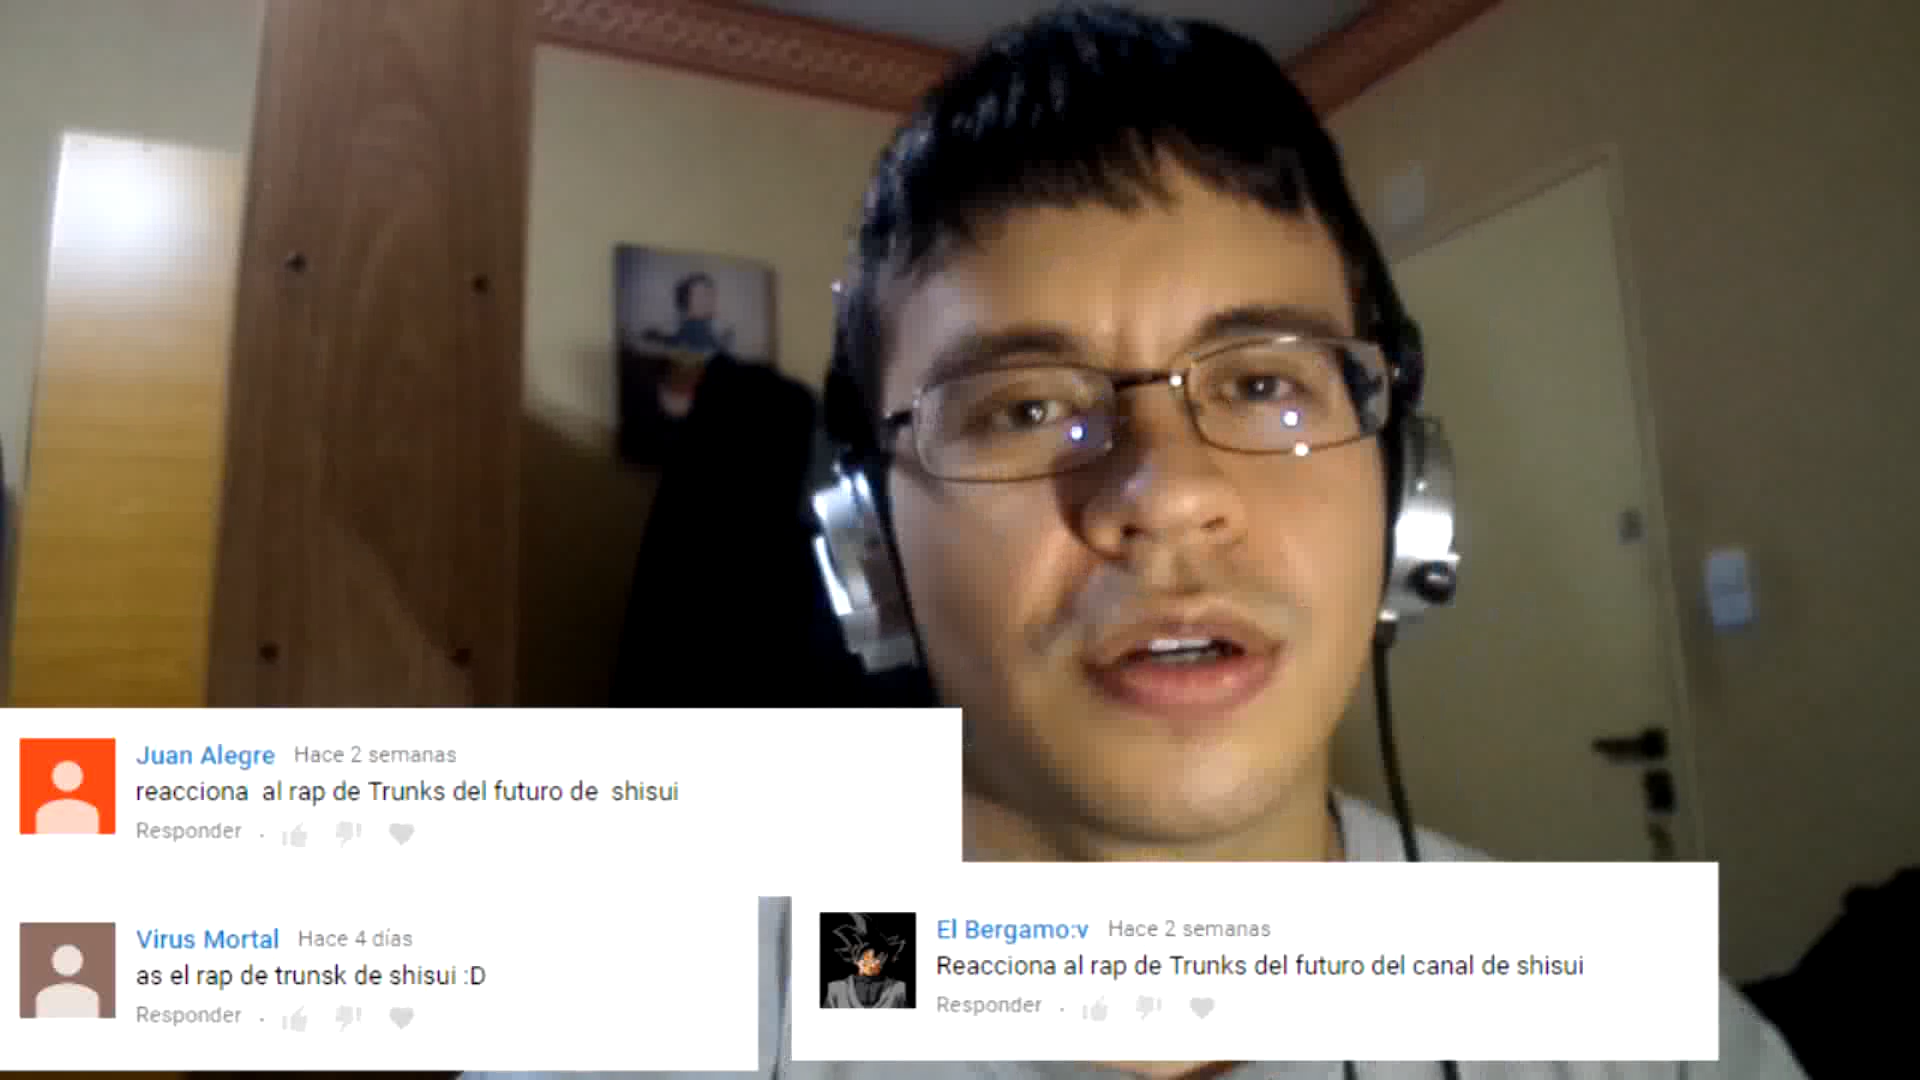 Juan Alegre Hace 2 semanas
reacciona al rap de Trunks del futuro de shisui
Responder .
Virus Mortal Hace 4 días
as el rap de trunsk de shisui :D
Responder .
El Bergamo:v Hace 2 semanas
Reacciona al rap de Trunks del futuro del canal de shisui
Responder .